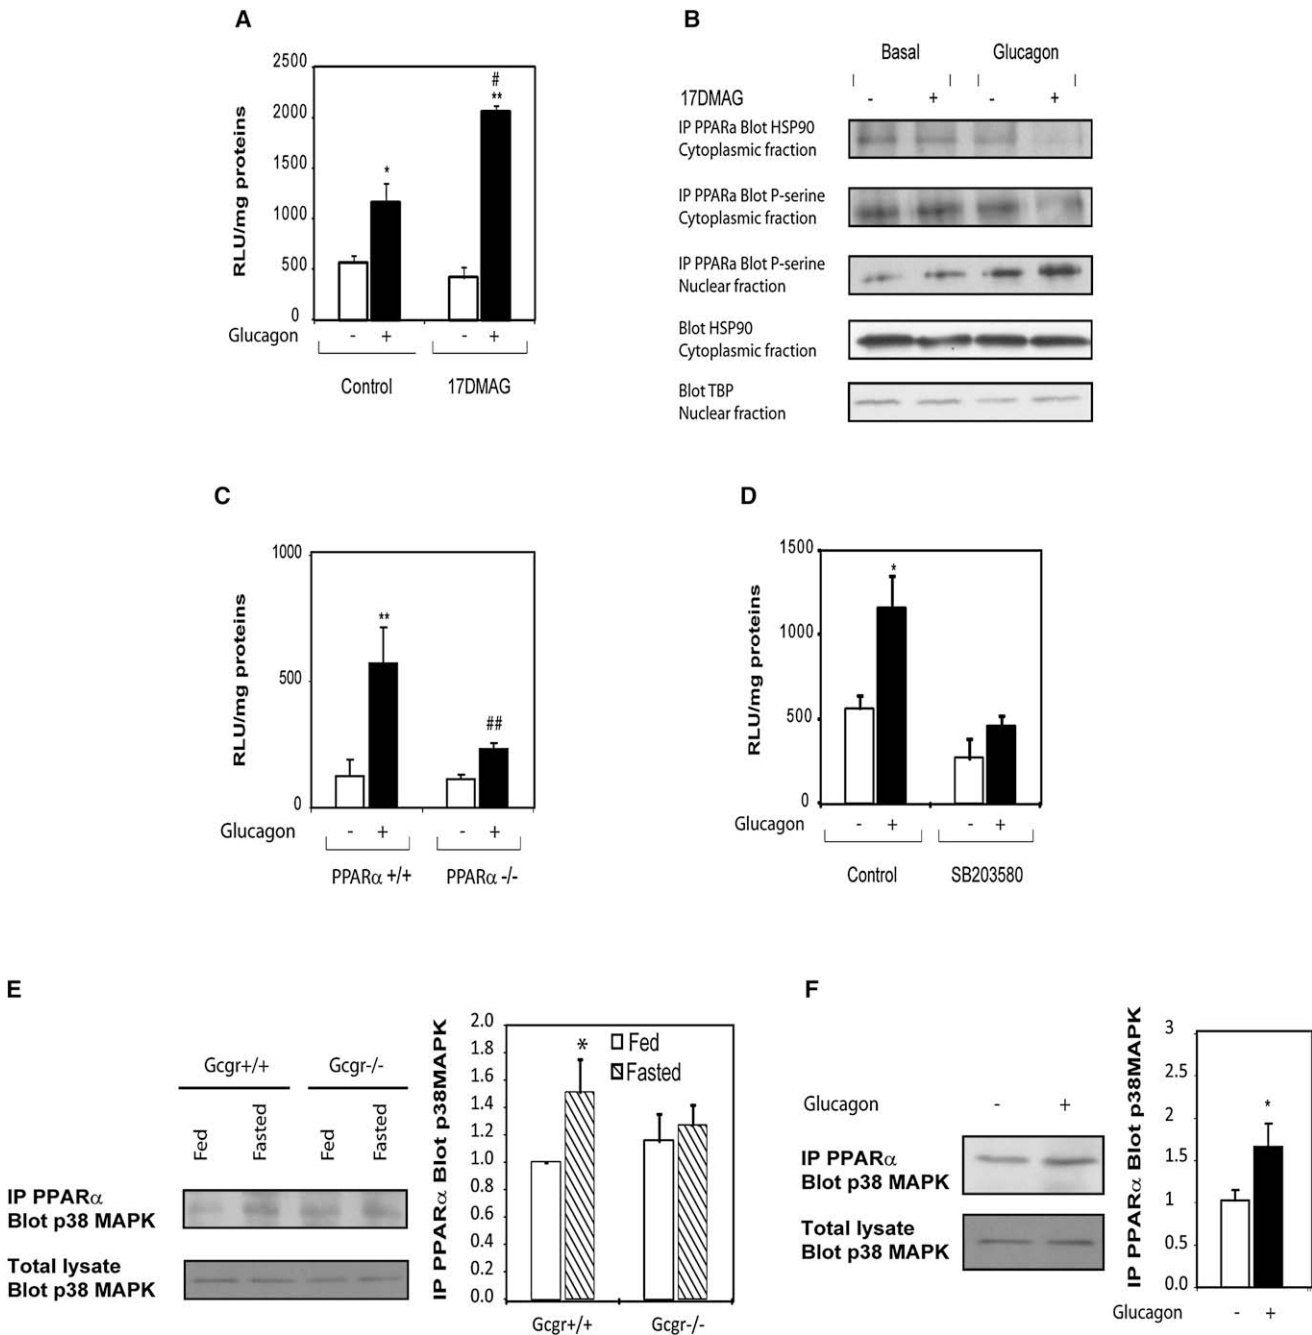 A
2500
2000
1500
1000
500
0
RLU/mg proteins
#
**
*
Glucagon - + - +
Control 17DMAG
B
Basal Glucagon
17DMAG - + - +
IP PPARa Blot HSP90
Cytoplasmic fraction
IP PPARa Blot P-serine
Cytoplasmic fraction
IP PPARa Blot P-serine
Nuclear fraction
Blot HSP90
Cytoplasmic fraction
Blot TBP
Nuclear fraction
C
1000
500
0
RLU/mg proteins
**
##
Glucagon - + - +
PPARα +/+ PPARα -/-
D
1500
1000
500
0
RLU/mg proteins
*
Glucagon - + - +
Control SB203580
E
Gcgr+/+ Gcgr-/-
Fed Fasted Fed Fasted
IP PPARα
Blot p38 MAPK
Total lysate
Blot p38 MAPK
IP PPARα Blot p38MAPK
2.0
1.8
1.6
1.4
1.2
1.0
0.8
0.6
0.4
0.2
0.0
*
Fed
Fasted
Gcgr+/+ Gcgr-/-
F
Glucagon - +
IP PPARα
Blot p38 MAPK
Total lysate
Blot p38 MAPK
IP PPARα Blot p38MAPK
3
2.5
2
1.5
1
0.5
0.0
*
Glucagon - +